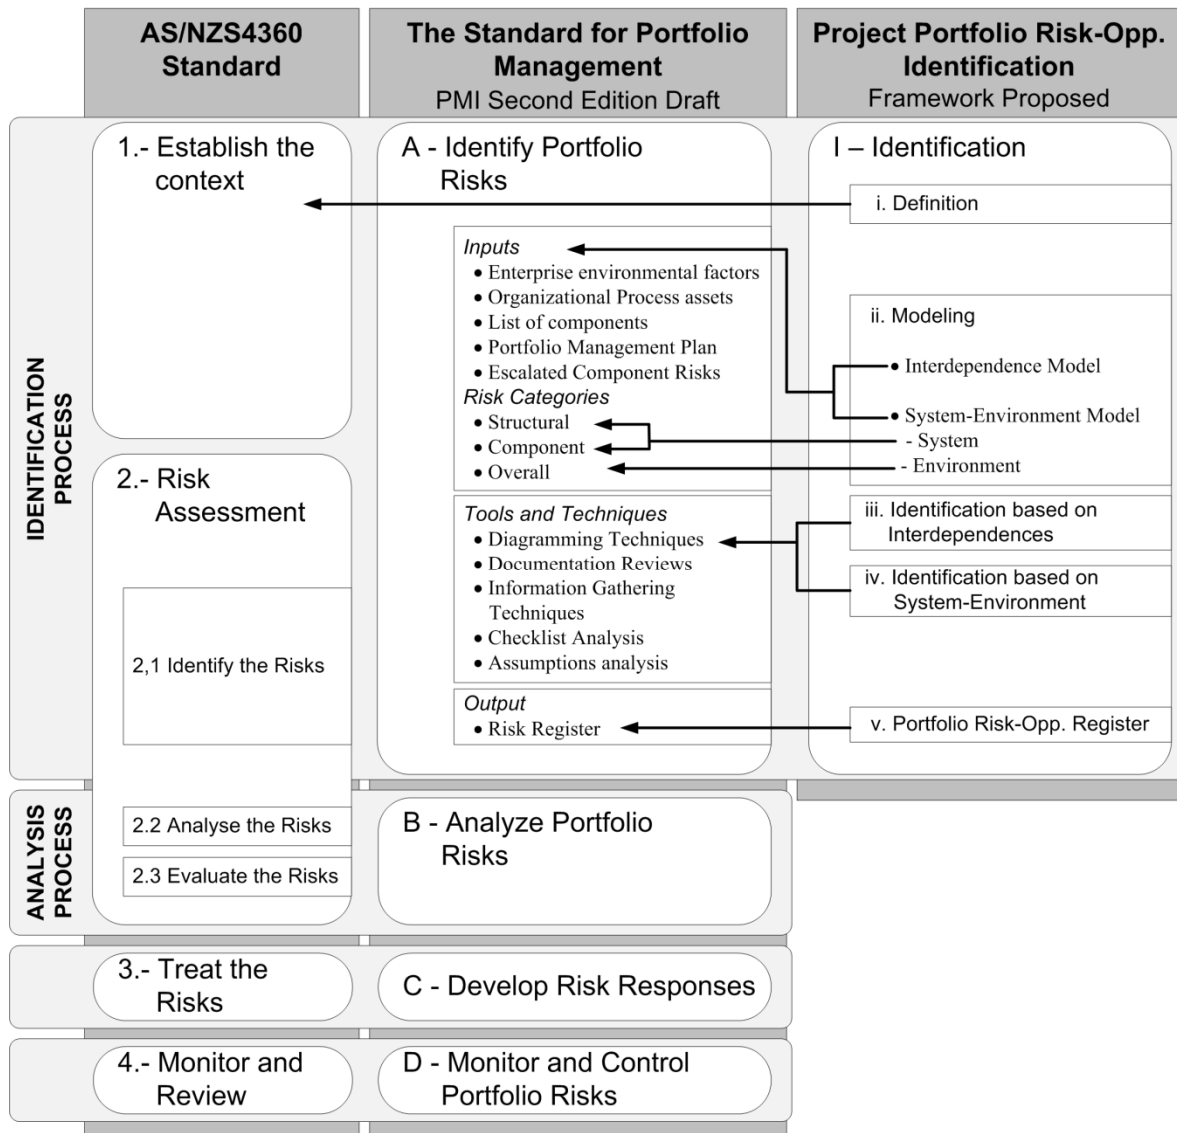 AS/NZS4360
Standard
The Standard for Portfolio
Management
PMI Second Edition Draft
Project Portfolio Risk-Opp.
Identification
Framework Proposed
IDENTIFICATION
PROCESS
1.- Establish the
context
2.- Risk
Assessment
2,1 Identify the Risks
A - Identify Portfolio
Risks
Inputs
• Enterprise environmental factors
• Organizational Process assets
• List of components
• Portfolio Management Plan
• Escalated Component Risks
Risk Categories
• Structural
• Component
• Overall
Tools and Techniques
• Diagramming Techniques
• Documentation Reviews
• Information Gathering
Techniques
• Checklist Analysis
• Assumptions analysis
Output
• Risk Register
I – Identification
i. Definition
ii. Modeling
• Interdependence Model
• System-Environment Model
- System
- Environment
iii. Identification based on
Interdependences
iv. Identification based on
System-Environment
v. Portfolio Risk-Opp. Register
ANALYSIS
PROCESS
2.2 Analyse the Risks
2.3 Evaluate the Risks
B - Analyze Portfolio
Risks
3.- Treat the
Risks
C - Develop Risk Responses
4.- Monitor and
Review
D - Monitor and Control
Portfolio Risks